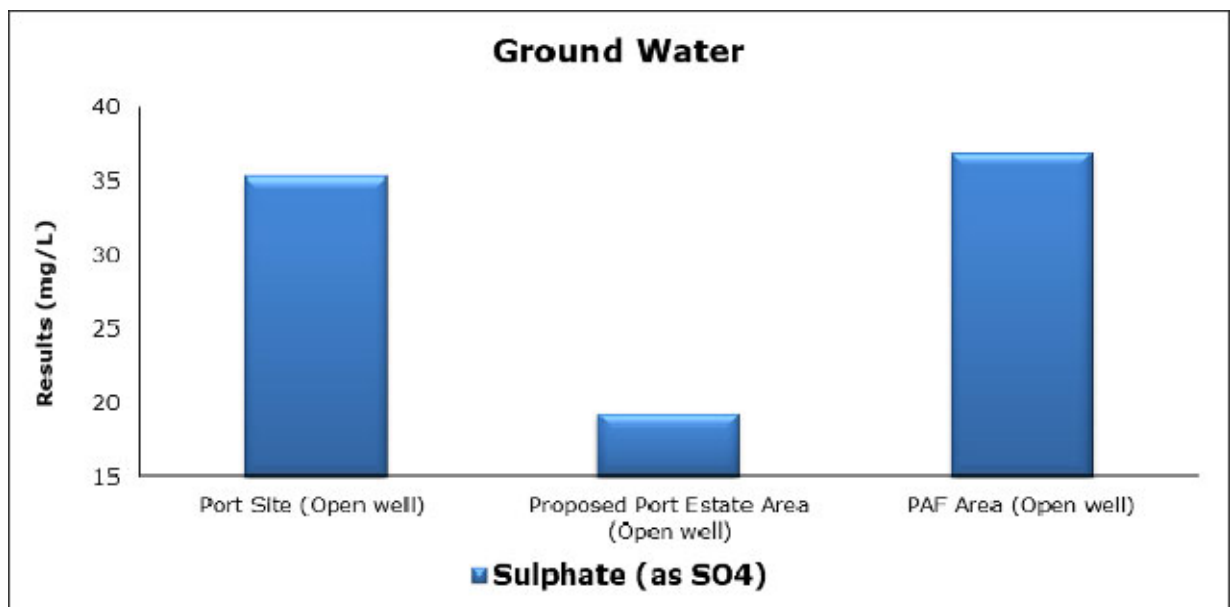 Ground Water
Results (mg/L)
40
35
30
25
20
15
Port Site (Open well)
Proposed Port Estate Area
(Open well)
PAF Area (Open well)
Sulphate (as SO4)